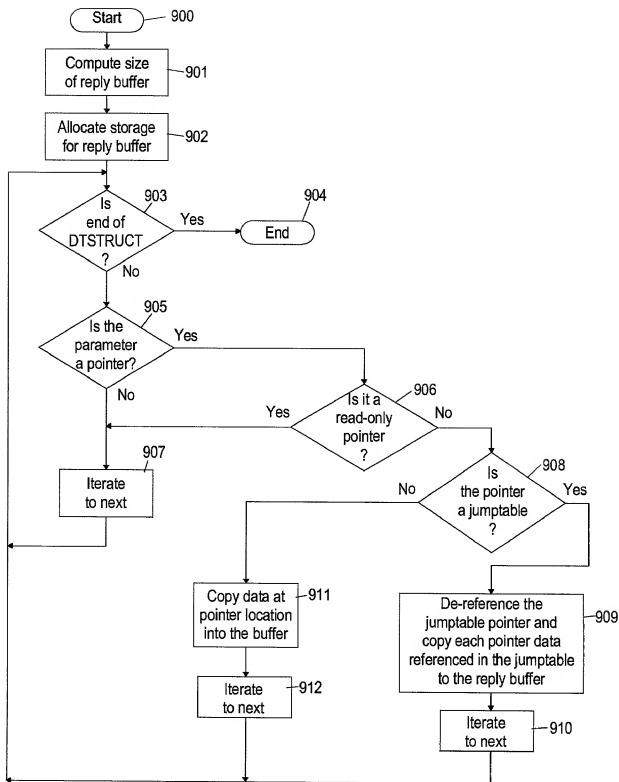 Start
900
Compute size
of reply buffer
901
Allocate storage
for reply buffer
902
Is
end of
DTSTRUCT
?
903
Yes
No
End
904
Is the
parameter
a pointer?
905
Yes
No
Is it a
read-only
pointer
?
906
Yes
No
Iterate
to next
907
Is
the pointer
a jumptable
?
908
No
Yes
Copy data at
pointer location
into the buffer
911
De-reference the
jumptable pointer and
copy each pointer data
referenced in the jumptable
to the reply buffer
909
Iterate
to next
912
Iterate
to next
910